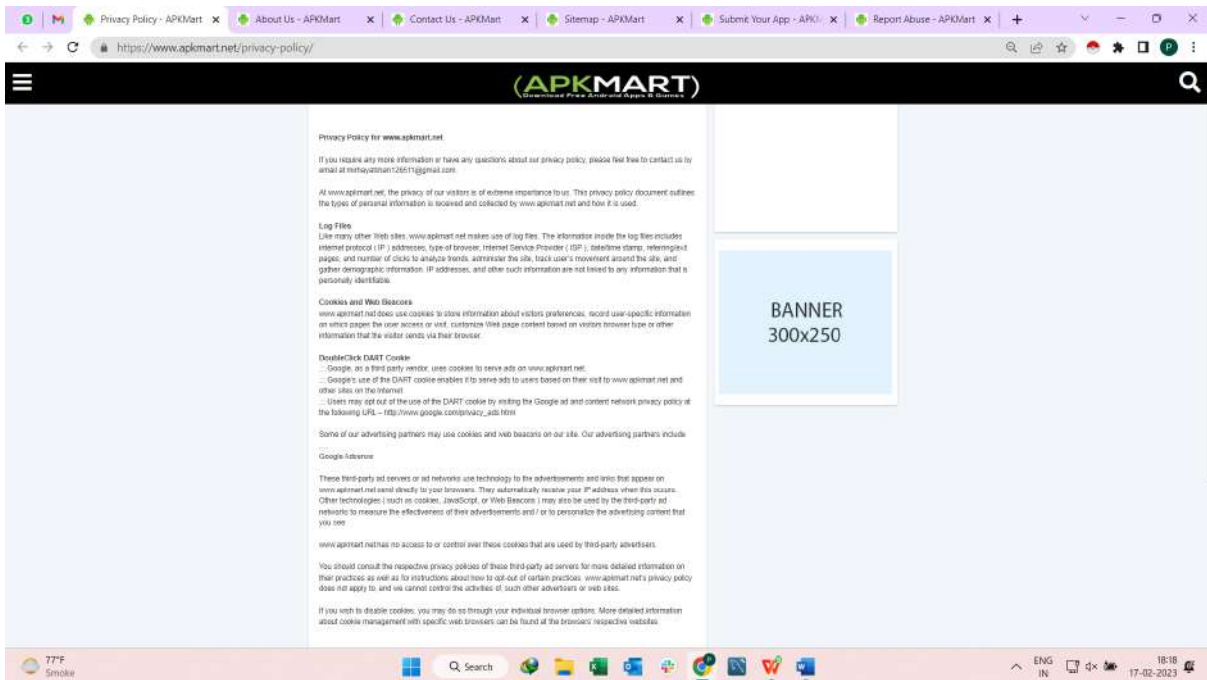 Privacy Policy - APKMart
About Us - APKMart
Contact Us - APKMart
Sitemap - APKMart
Submit Your App - APK
Report Abuse - APKMart
https://www.apkmart.net/privacy-policy/
P
(APKMART)
Download Free Android Apps & Games
Privacy Policy for www.apkmart.net
If you require any more information or have any questions about our privacy policy, please feel free to contact us by
email at
At www.apkmart.net, the privacy of our visitors is of extreme importance to us. This privacy policy document outlines
the types of personal information is received and collected by www.apkmart.net and how it is used.
Log Files
Like many other Web sites, www.apkmart.net makes use of log files. The information inside the log files includes
internet protocol ( IP ) addresses, type of browser, Internet Service Provider ( ISP ), date/time stamp, referring/exit
pages, and number of clicks to analyze trends, administer the site, track user's movement around the site, and
gather demographic information. IP addresses, and other such information are not linked to any information that is
personally identifiable.
Cookies and Web Beacons
www.apkmart.net does use cookies to store information about visitors preferences, record user-specific information
on which pages the user access or visit, customize Web page content based on visitors browser type or other
information that the visitor sends via their browser.
DoubleClick DART Cookie
.:: Google, as a third party vendor, uses cookies to serve ads on www.apkmart.net.
.:: Google's use of the DART cookie enables it to serve ads to users based on their visit to www.apkmart.net and
other sites on the Internet.
.:: Users may opt out of the use of the DART cookie by visiting the Google ad and content network privacy policy at
the following URL – http://www.google.com/privacy_ads.html
Some of our advertising partners may use cookies and web beacons on our site. Our advertising partners include
....
Google Adsense
These third-party ad servers or ad networks use technology to the advertisements and links that appear on
www.apkmart.net send directly to your browsers. They automatically receive your IP address when this occurs.
Other technologies ( such as cookies, JavaScript, or Web Beacons ) may also be used by the third-party ad
networks to measure the effectiveness of their advertisements and / or to personalize the advertising content that
you see.
www.apkmart.net has no access to or control over these cookies that are used by third-party advertisers.
You should consult the respective privacy policies of these third-party ad servers for more detailed information on
their practices as well as for instructions about how to opt-out of certain practices. www.apkmart.net's privacy policy
does not apply to, and we cannot control the activities of, such other advertisers or web sites.
If you wish to disable cookies, you may do so through your individual browser options. More detailed information
about cookie management with specific web browsers can be found at the browsers' respective websites.
BANNER
300x250
77°F
Smoke
Search
ENG
IN
18:18
17-02-2023